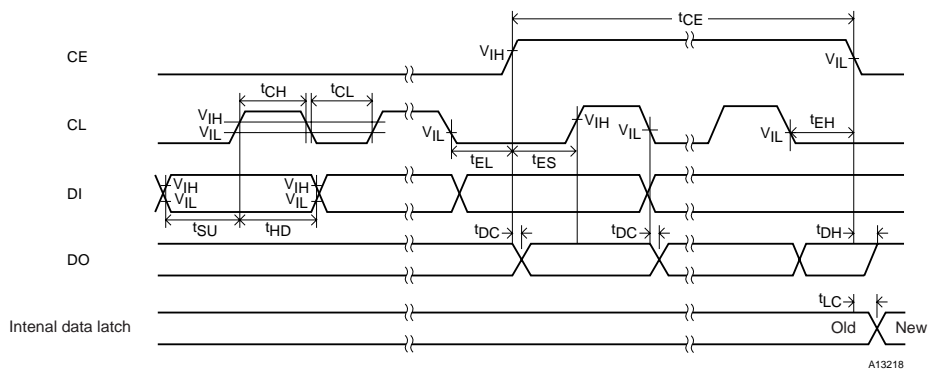 tCE
CE
VIH
VIL
tCH
tCL
CL
VIH
VIL
VIL
VIH
VIL
VIL
tEH
tEL
tES
DI
VIH
VIL
VIH
VIL
tSU
tHD
tDC
tDC
tDH
DO
tLC
Intenal data latch
Old
New
A13218